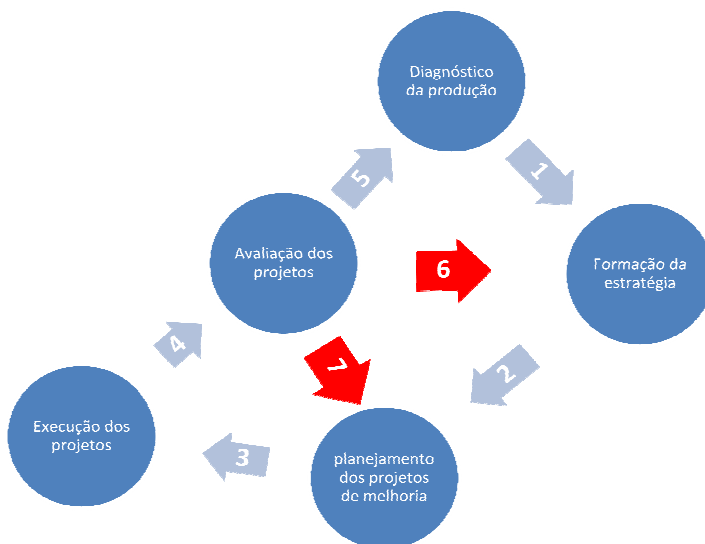 Diagnóstico
da produção
5
1
Avaliação dos
projetos
6
Formação da
estratégia
4
7
2
Execução dos
projetos
3
planejamento
dos projetos
de melhoria